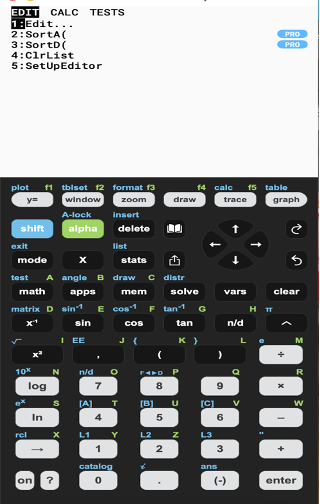 EDIT CALC TESTS
1:Edit...
2:SortA( PRO
3:SortD( PRO
4:ClrList
5:SetUpEditor
plot f1 tblset f2 format f3 f4 calc f5 table
y= window zoom draw trace graph
A-lock insert
shift alpha delete
exit list
mode X stats
test A angle B draw C distr
math apps mem solve vars clear
matrix D sin⁻¹ E cos⁻¹ F tan⁻¹ G H π
x⁻¹ sin cos tan n/d ^
√ I EE J { K } L e M
x² , ( ) ÷
10ˣ N n/d O F◄►D P Q R
log 7 8 9 ×
eˣ S [A] T [B] U [C] V W
ln 4 5 6 −
rcl X L1 Y L2 Z L3 "
→ 1 2 3 +
catalog i ans
on ? 0 . (-) enter